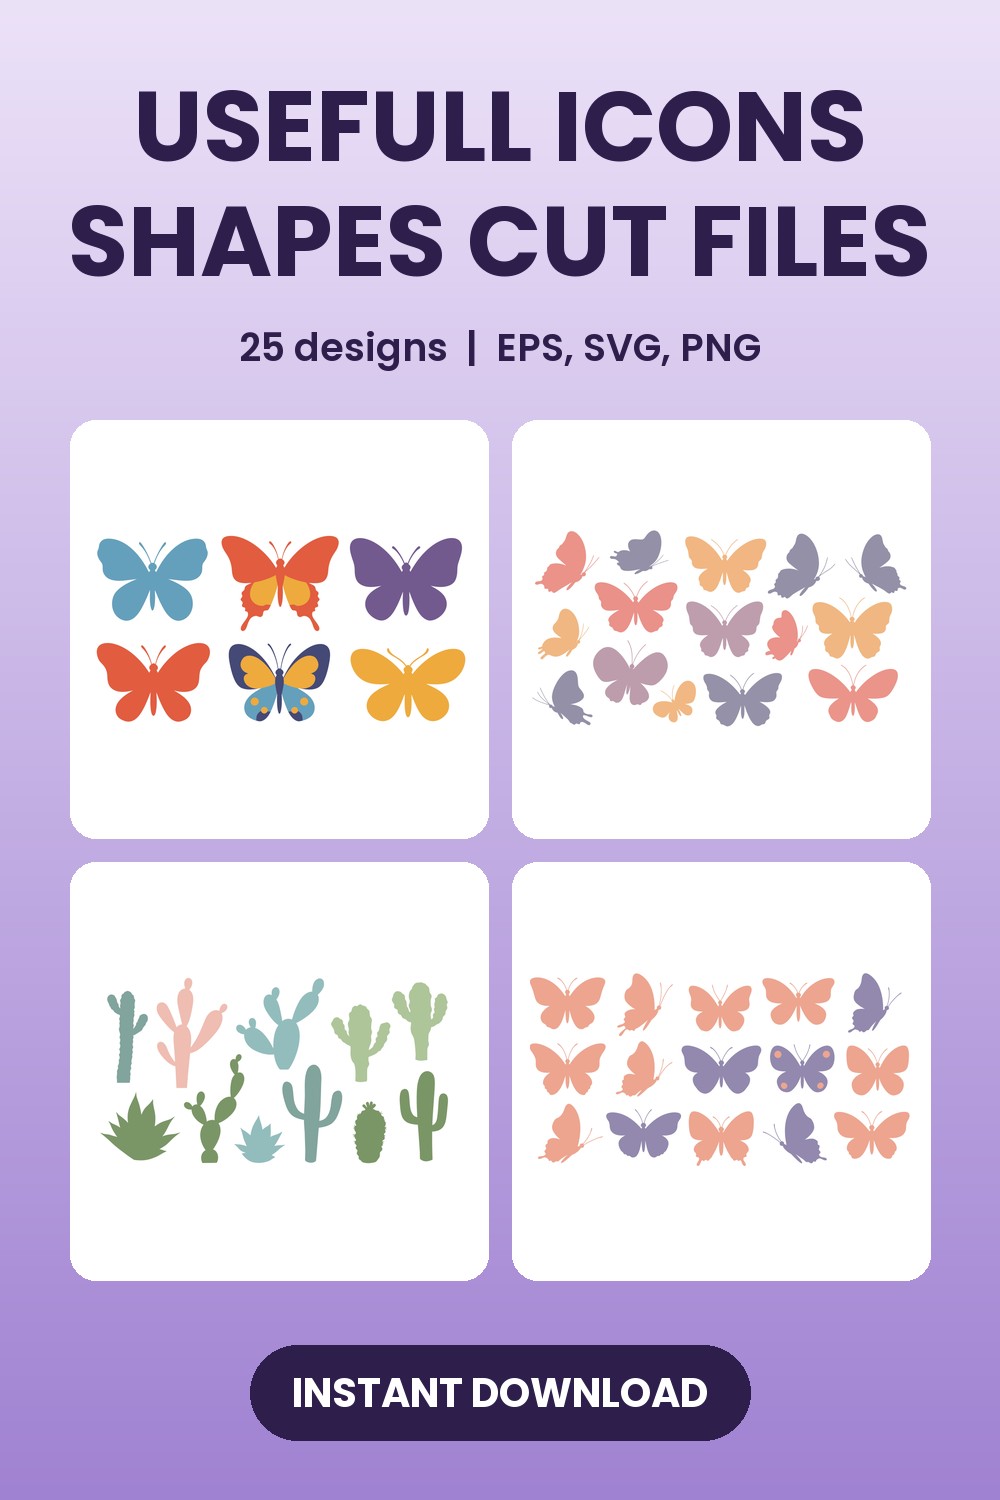 USEFULL ICONS
SHAPES CUT FILES
25 designs | EPS, SVG, PNG
INSTANT DOWNLOAD